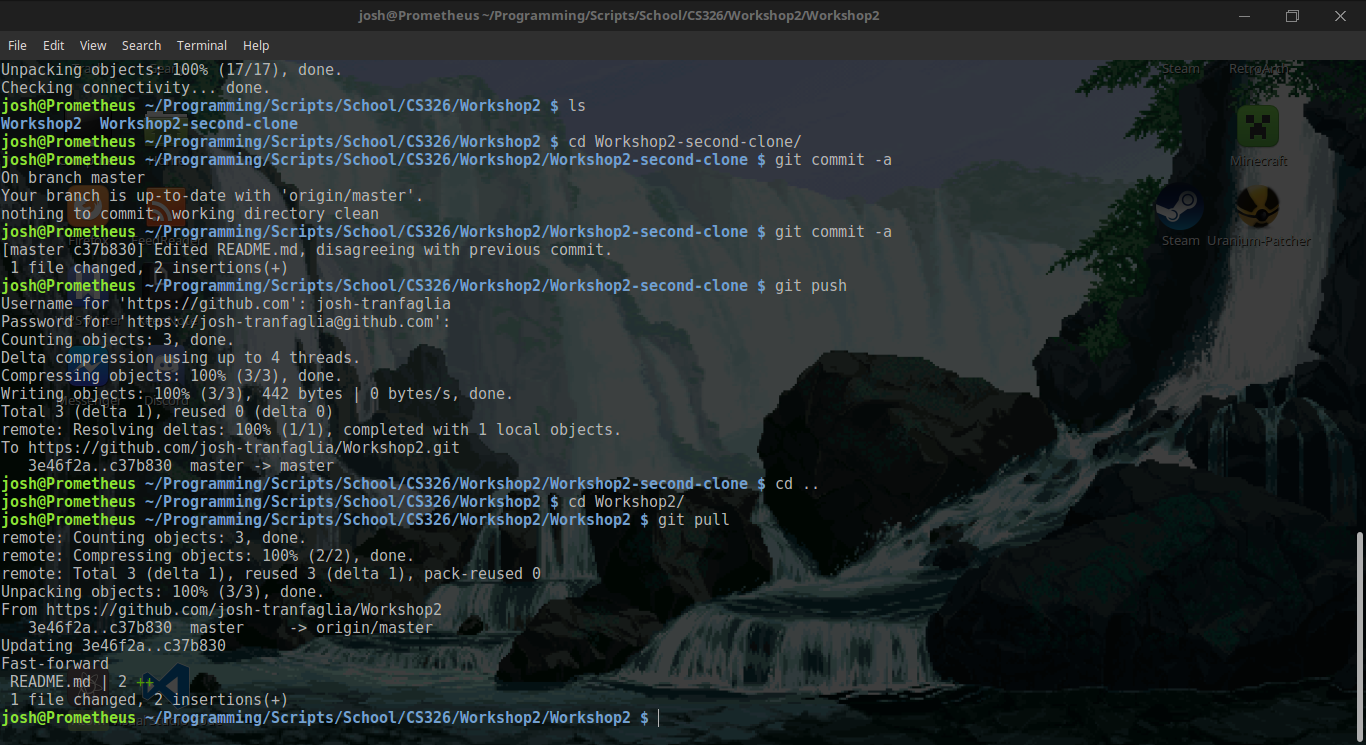 josh@Prometheus ~/Programming/Scripts/School/CS326/Workshop2/Workshop2
File Edit View Search Terminal Help
Unpacking objects: 100% (17/17), done.
Checking connectivity... done.
josh@Prometheus ~/Programming/Scripts/School/CS326/Workshop2 $ ls
Workshop2  Workshop2-second-clone
josh@Prometheus ~/Programming/Scripts/School/CS326/Workshop2 $ cd Workshop2-second-clone/
josh@Prometheus ~/Programming/Scripts/School/CS326/Workshop2/Workshop2-second-clone $ git commit -a
On branch master
Your branch is up-to-date with 'origin/master'.
nothing to commit, working directory clean
josh@Prometheus ~/Programming/Scripts/School/CS326/Workshop2/Workshop2-second-clone $ git commit -a
[master c37b830] Edited README.md, disagreeing with previous commit.
 1 file changed, 2 insertions(+)
josh@Prometheus ~/Programming/Scripts/School/CS326/Workshop2/Workshop2-second-clone $ git push
Username for 'https://github.com': josh-tranfaglia
Password for 'https://josh-tranfaglia@github.com':
Counting objects: 3, done.
Delta compression using up to 4 threads.
Compressing objects: 100% (3/3), done.
Writing objects: 100% (3/3), 442 bytes | 0 bytes/s, done.
Total 3 (delta 1), reused 0 (delta 0)
remote: Resolving deltas: 100% (1/1), completed with 1 local objects.
To https://github.com/josh-tranfaglia/Workshop2.git
   3e46f2a..c37b830  master -> master
josh@Prometheus ~/Programming/Scripts/School/CS326/Workshop2/Workshop2-second-clone $ cd ..
josh@Prometheus ~/Programming/Scripts/School/CS326/Workshop2 $ cd Workshop2/
josh@Prometheus ~/Programming/Scripts/School/CS326/Workshop2/Workshop2 $ git pull
remote: Counting objects: 3, done.
remote: Compressing objects: 100% (2/2), done.
remote: Total 3 (delta 1), reused 3 (delta 1), pack-reused 0
Unpacking objects: 100% (3/3), done.
From https://github.com/josh-tranfaglia/Workshop2
   3e46f2a..c37b830  master     -> origin/master
Updating 3e46f2a..c37b830
Fast-forward
 README.md | 2 ++
 1 file changed, 2 insertions(+)
josh@Prometheus ~/Programming/Scripts/School/CS326/Workshop2/Workshop2 $
Steam RetroArch
Minecraft
Steam Uranium-Patcher
Firefox FeedReader
Messenger Discord